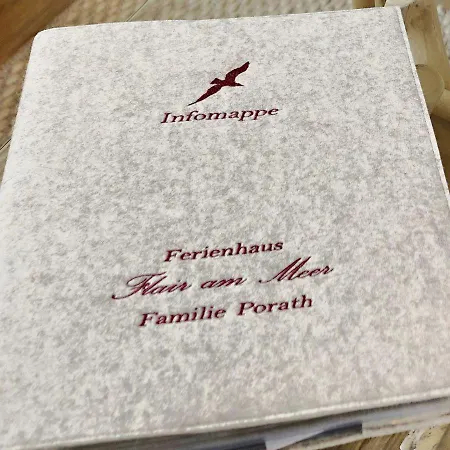 Infomappe
Ferienhaus
Flair am Meer
Familie Porath